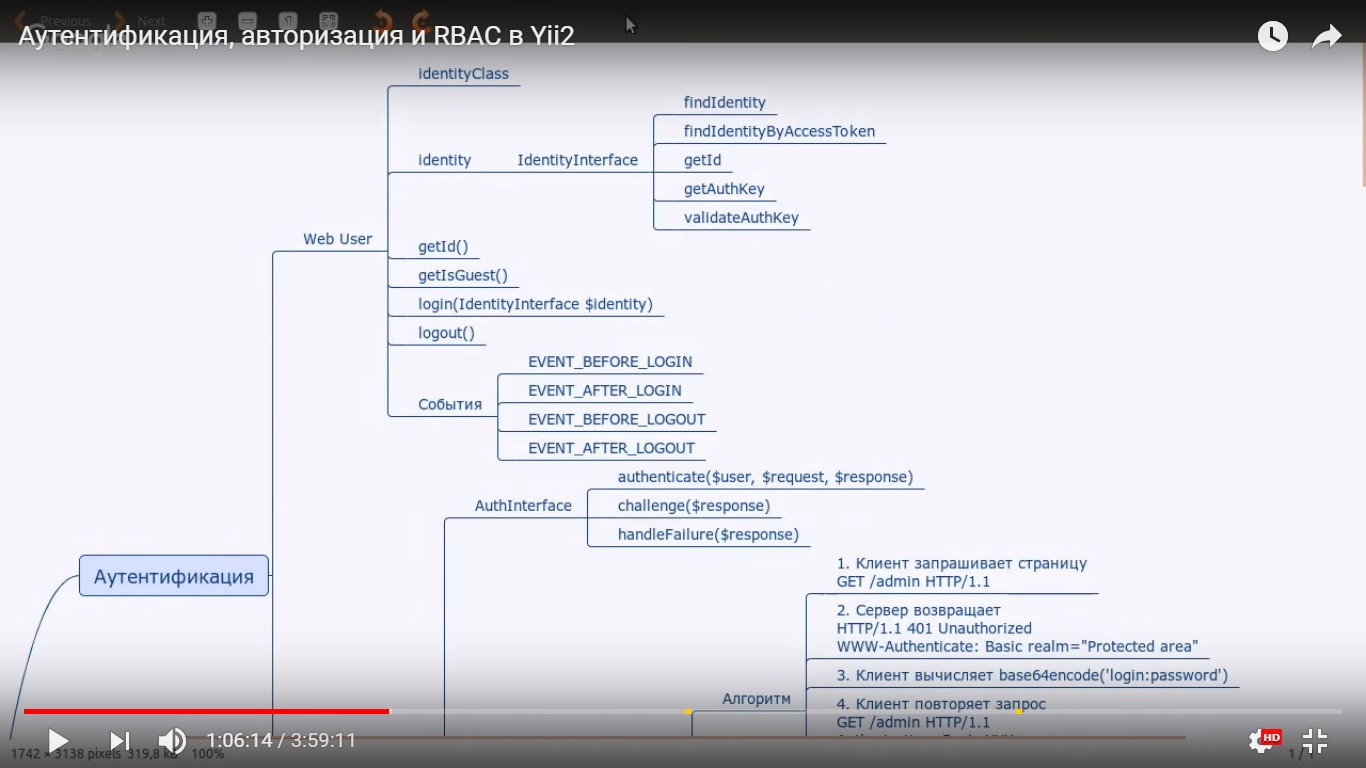 Previous
Next
Аутентификация, авторизация и RBAC в Yii2
identityClass
findIdentity
findIdentityByAccessToken
identity
IdentityInterface
getId
getAuthKey
validateAuthKey
Web User
getId()
getIsGuest()
login(IdentityInterface $identity)
logout()
EVENT_BEFORE_LOGIN
EVENT_AFTER_LOGIN
События
EVENT_BEFORE_LOGOUT
EVENT_AFTER_LOGOUT
authenticate($user, $request, $response)
AuthInterface
challenge($response)
handleFailure($response)
Аутентификация
1. Клиент запрашивает страницу
GET /admin HTTP/1.1
2. Сервер возвращает
HTTP/1.1 401 Unauthorized
WWW-Authenticate: Basic realm="Protected area"
3. Клиент вычисляет base64encode('login:password')
Алгоритм
4. Клиент повторяет запрос
GET /admin HTTP/1.1
1:06:14 / 3:59:11
HD
1742 × 3138 pixels 319,8 kB 100%